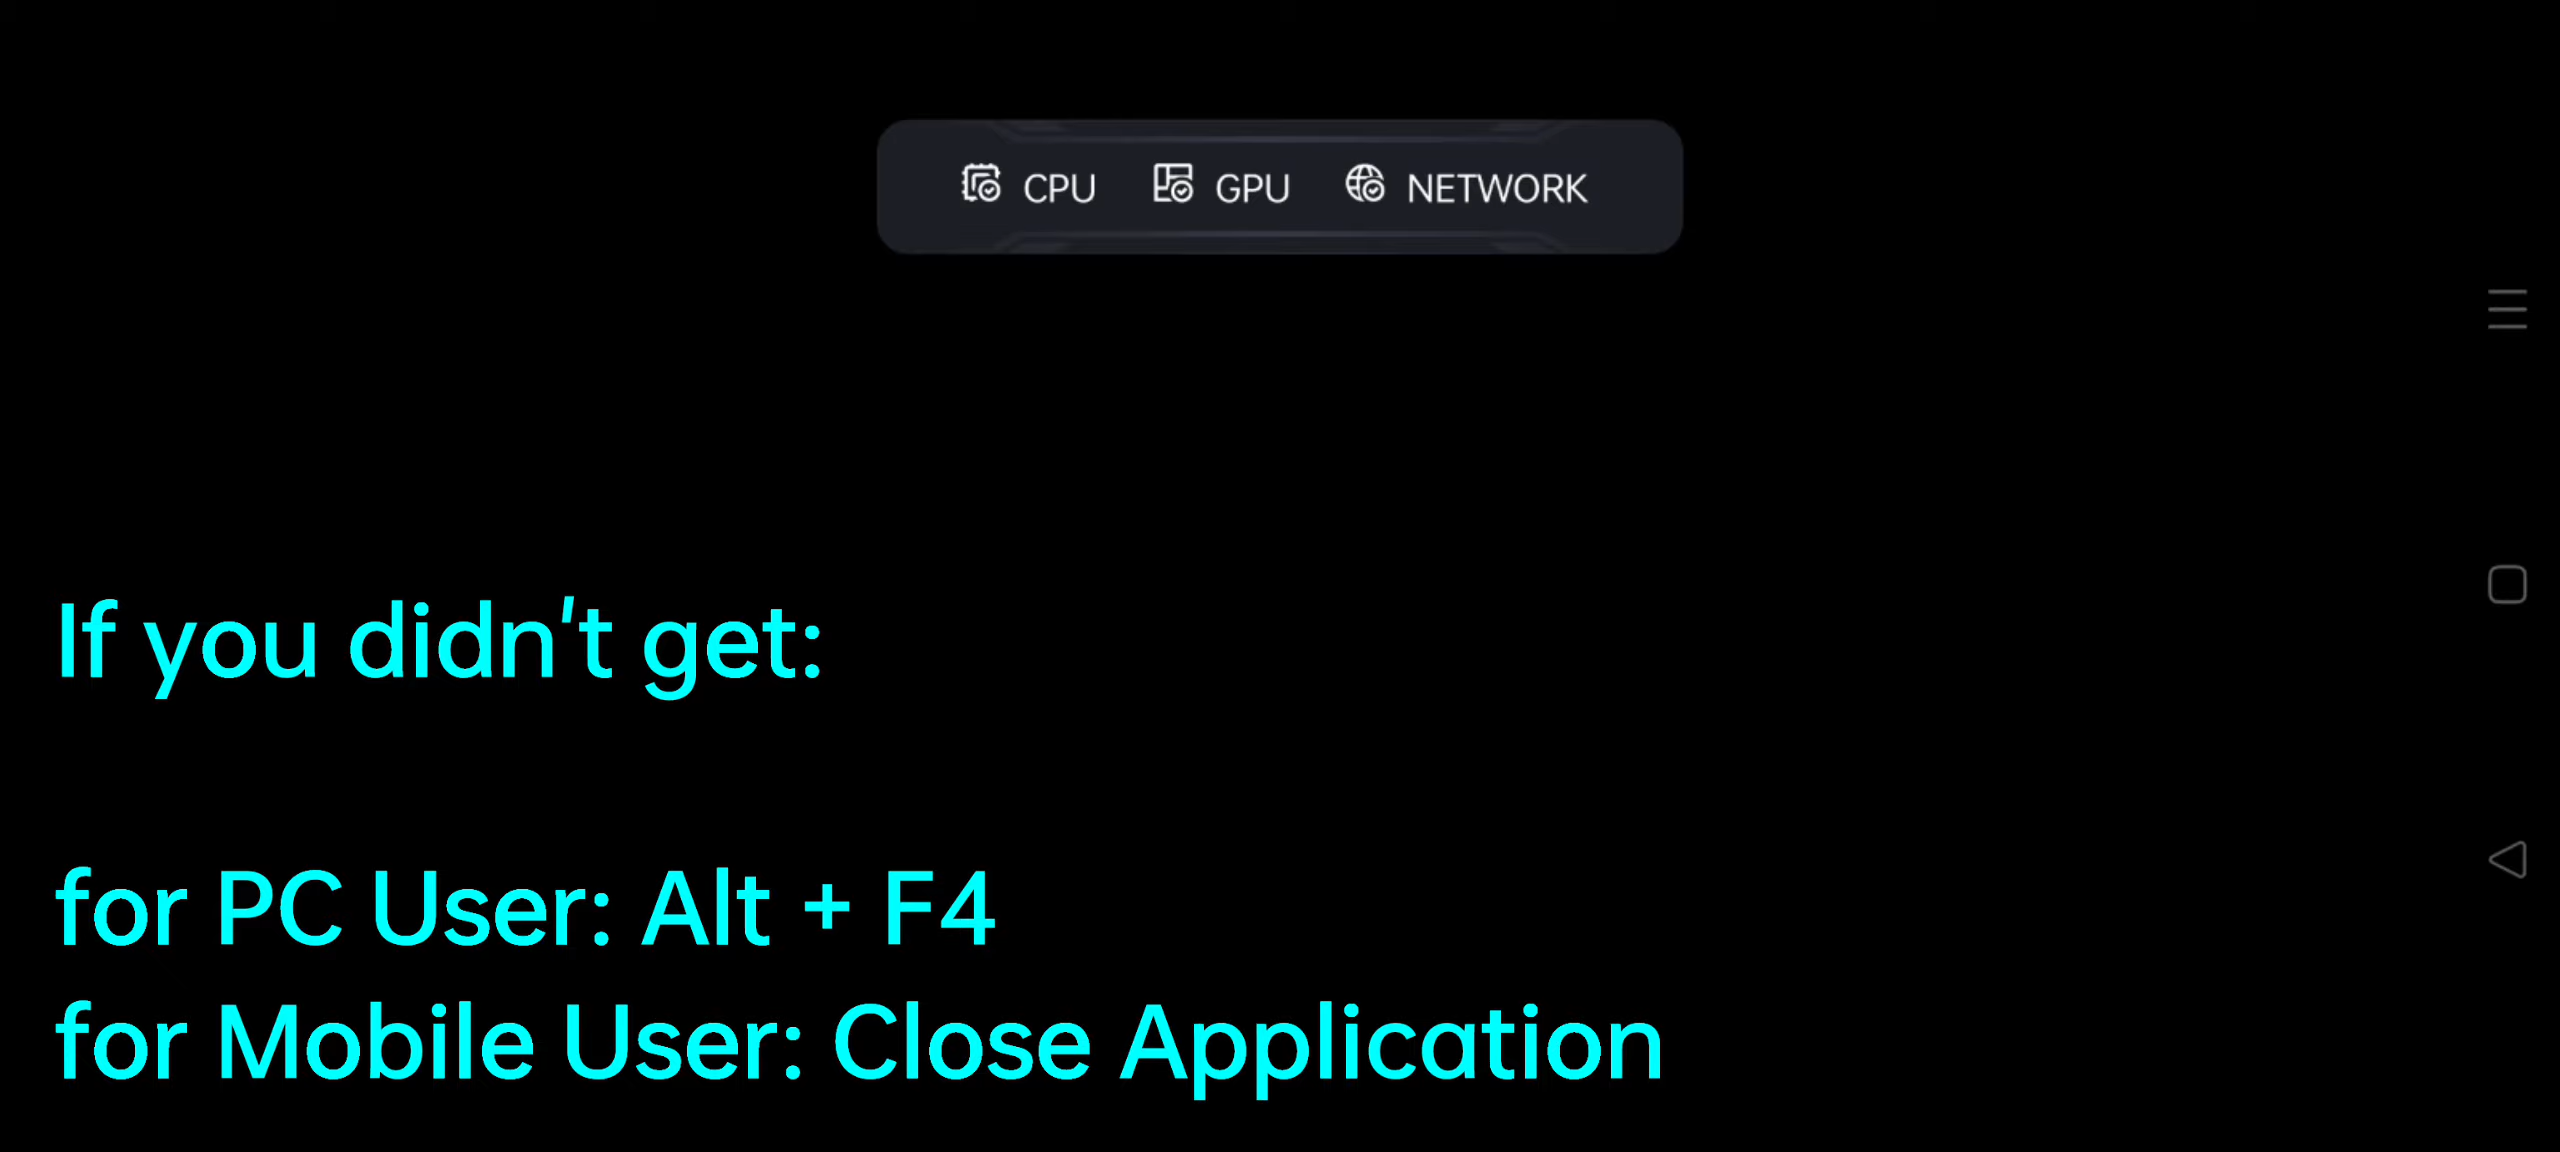 CPU GPU NETWORK
If you didn't get:
for PC User: Alt + F4
for Mobile User: Close Application